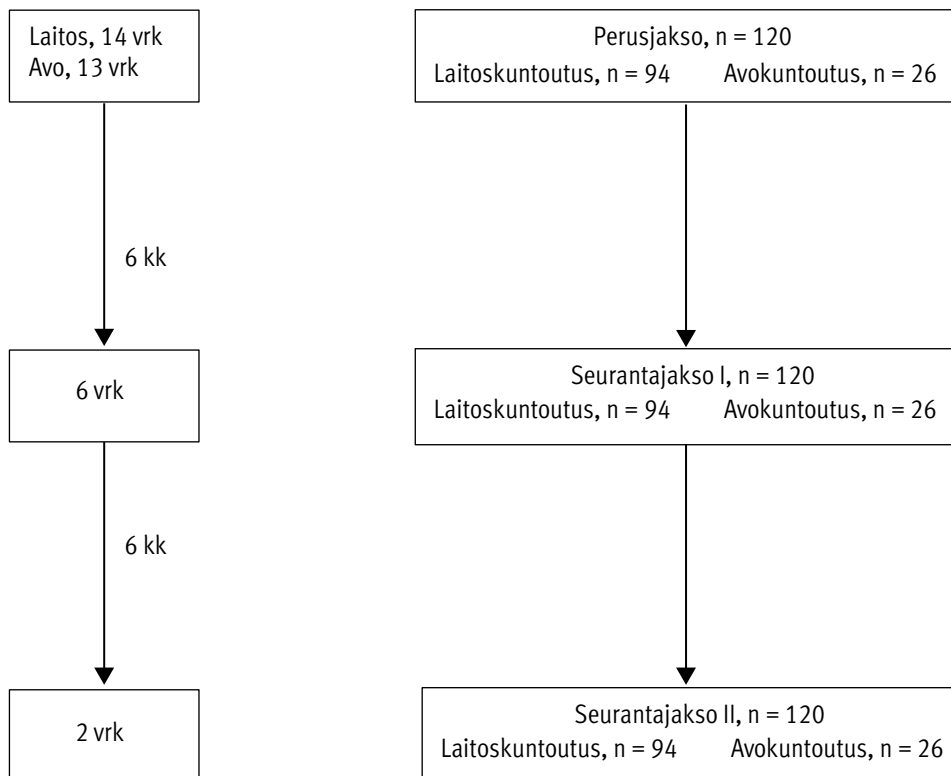 Laitos, 14 vrk
Avo, 13 vrk
Perusjakso, n = 120
Laitoskuntoutus, n = 94 Avokuntoutus, n = 26
6 kk
6 vrk
Seurantajakso I, n = 120
Laitoskuntoutus, n = 94 Avokuntoutus, n = 26
6 kk
2 vrk
Seurantajakso II, n = 120
Laitoskuntoutus, n = 94 Avokuntoutus, n = 26